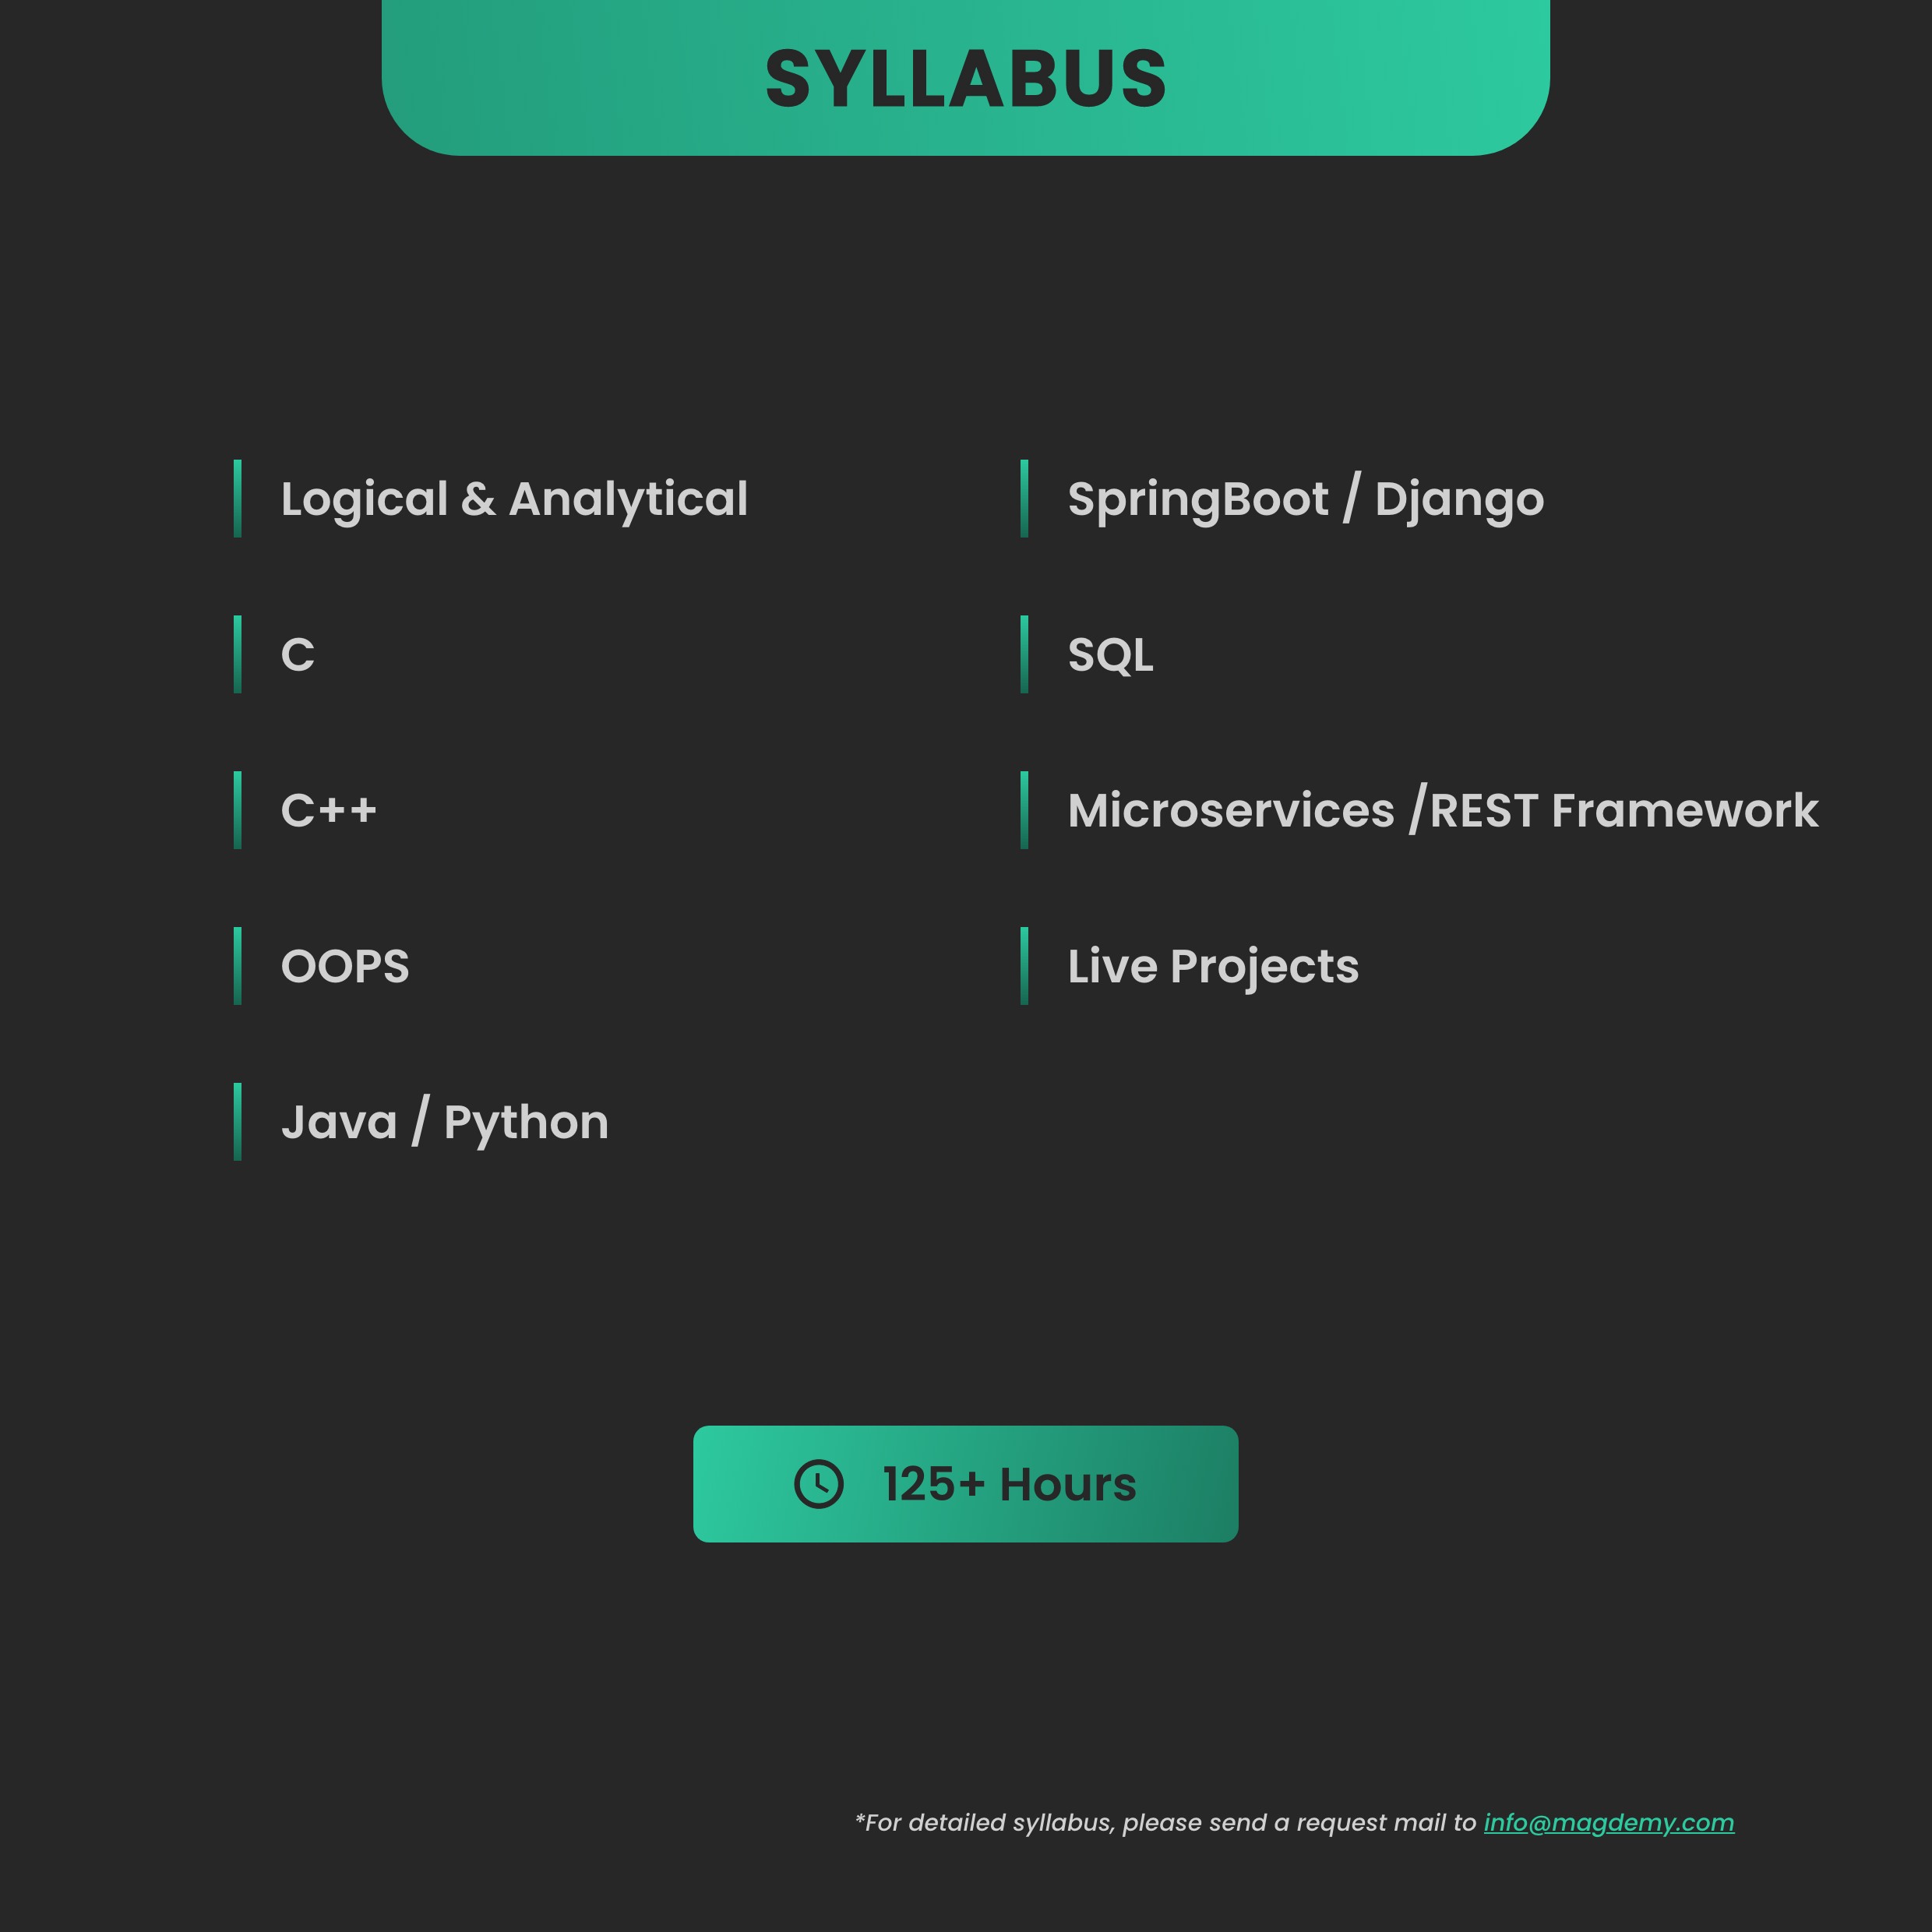 SYLLABUS
Logical & Analytical
C
C++
OOPS
Java / Python
SpringBoot / Django
SQL
Microservices /REST Framework
Live Projects
125+ Hours
*For detailed syllabus, please send a request mail to info@magdemy.com